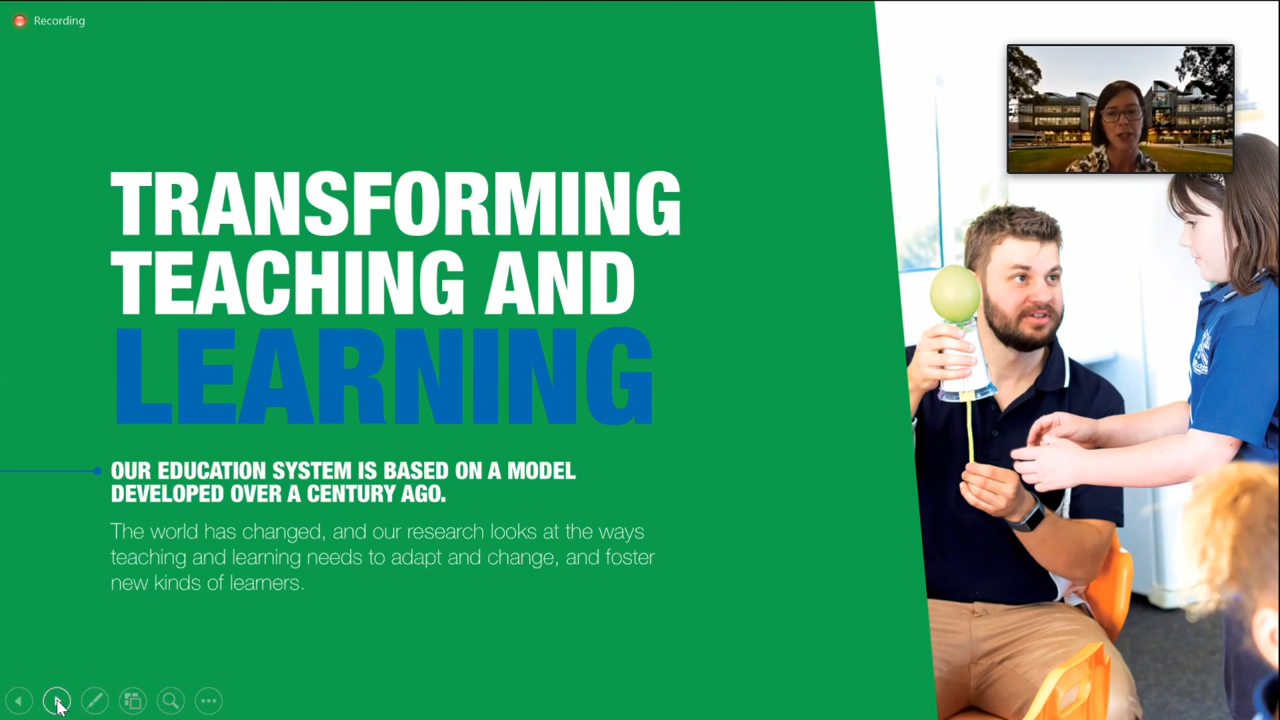 Recording
TRANSFORMING
TEACHING AND
LEARNING
OUR EDUCATION SYSTEM IS BASED ON A MODEL
DEVELOPED OVER A CENTURY AGO.
The world has changed, and our research looks at the ways
teaching and learning needs to adapt and change, and foster
new kinds of learners.